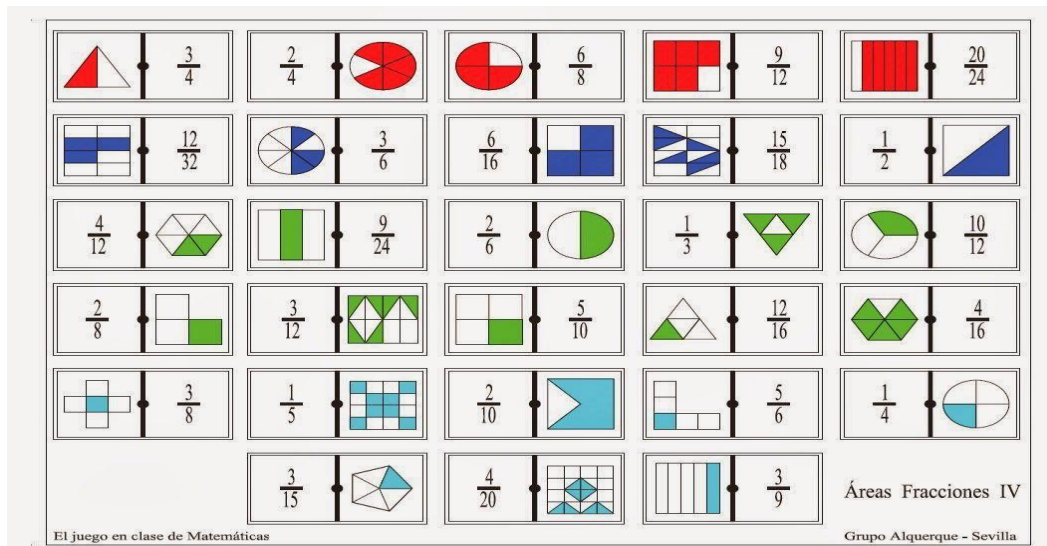 3/4 2/4 6/8 9/12 20/24
12/32 3/6 6/16 15/18 1/2
4/12 9/24 2/6 1/3 10/12
2/8 3/12 5/10 12/16 4/16
3/8 1/5 2/10 5/6 1/4
3/15 4/20 3/9 Áreas Fracciones IV
El juego en clase de Matemáticas Grupo Alquerque - Sevilla